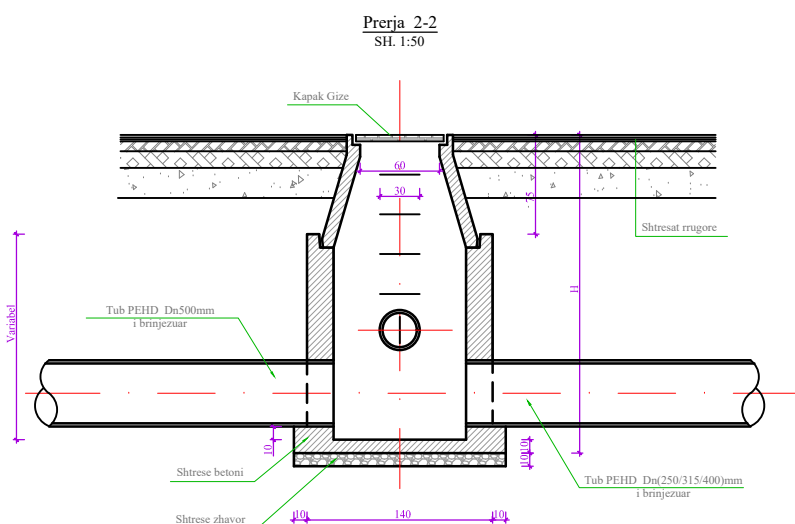 Prerja 2-2
SH. 1:50
Kapak Gize
60
30
75
Shtresat rrugore
H
Variabel
Tub PEHD Dn500mm
i brinjezuar
10
10
10
Shtrese betoni
Tub PEHD Dn(250/315/400)mm
i brinjezuar
Shtrese zhavor
10
140
10